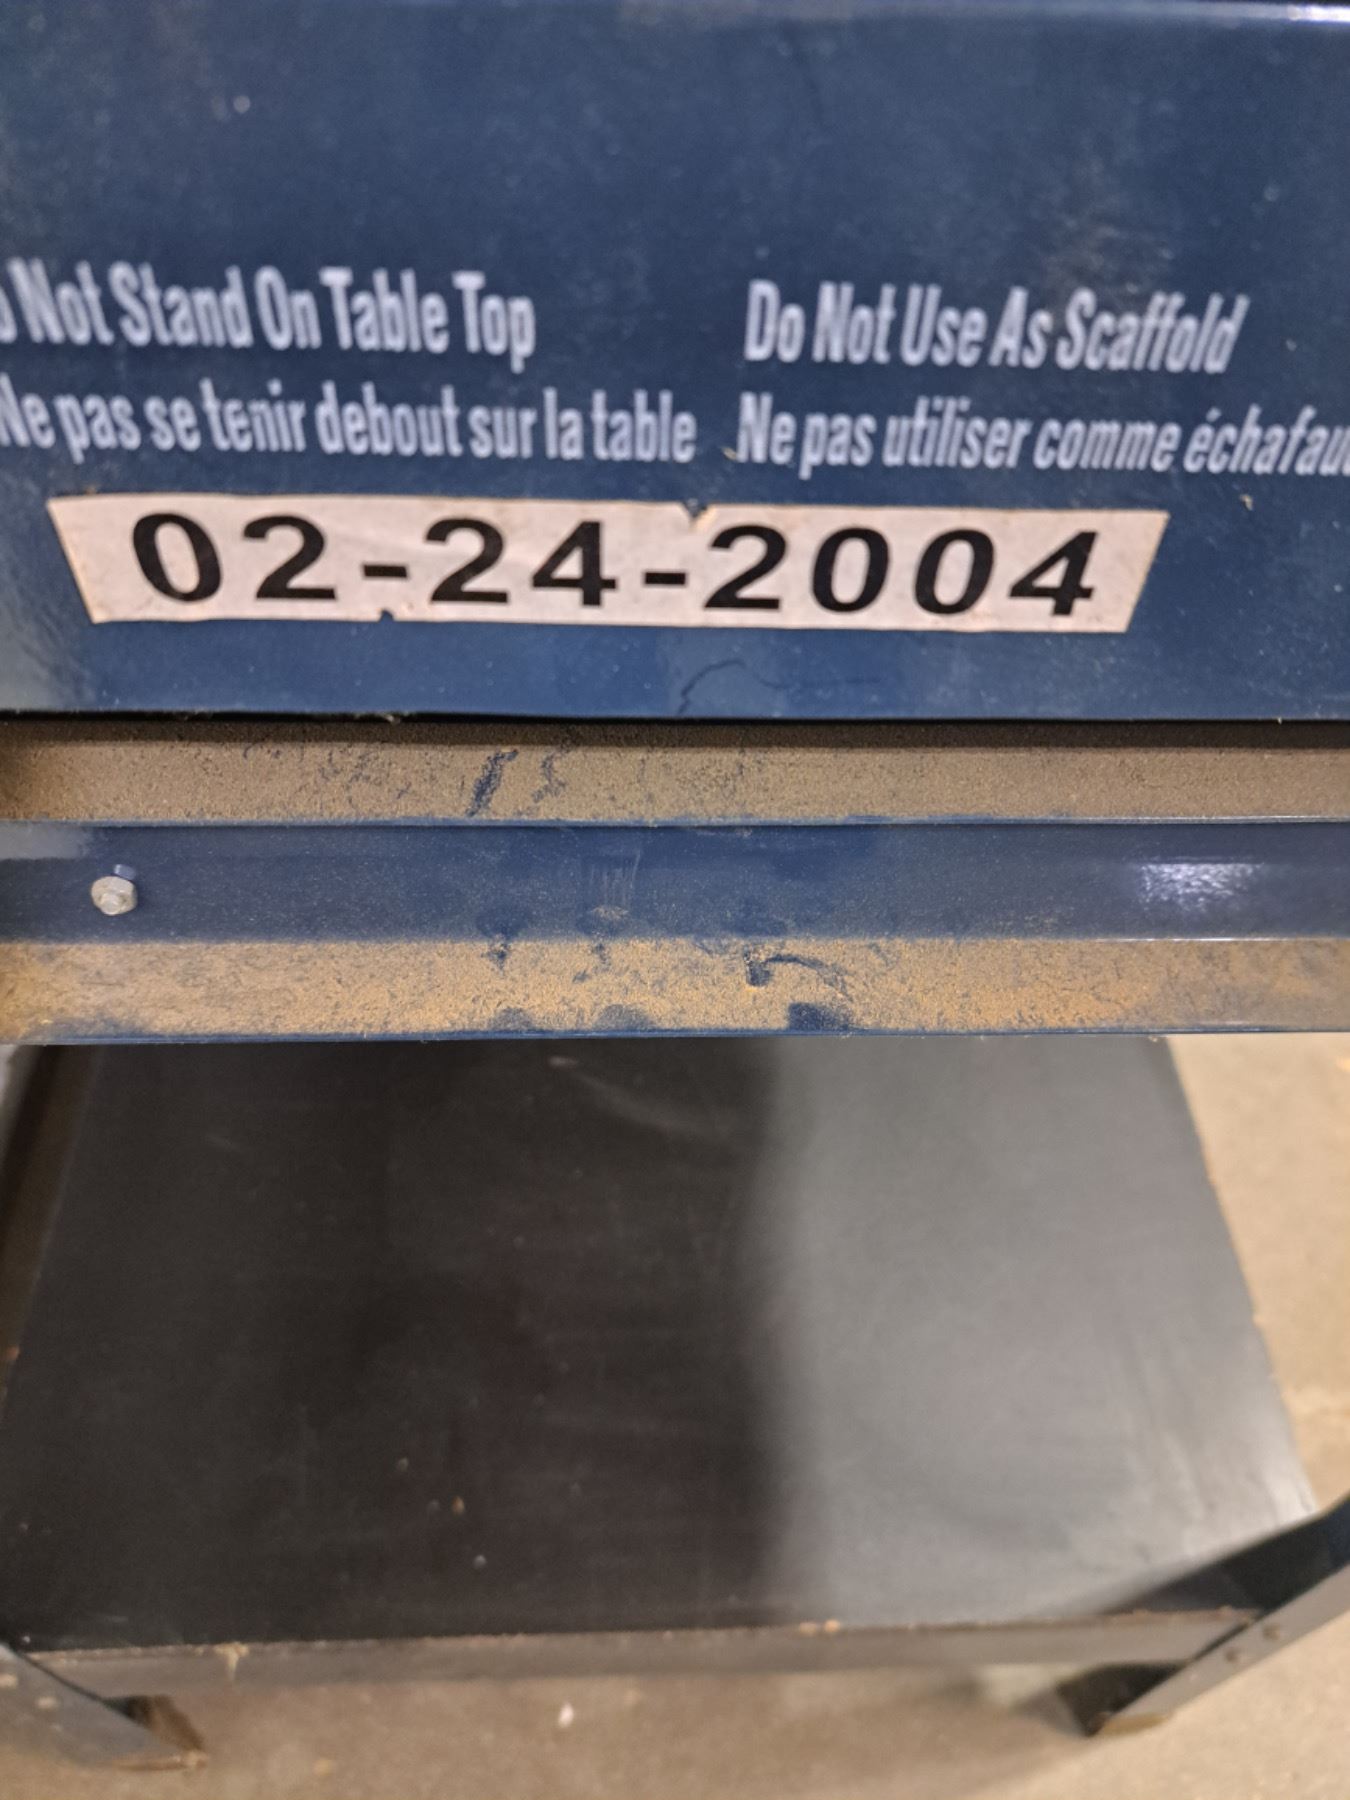 Not Stand On Table Top
Do Not Use As Scaffold
Ne pas se tenir debout sur la table
Ne pas utiliser comme
02-24-2004